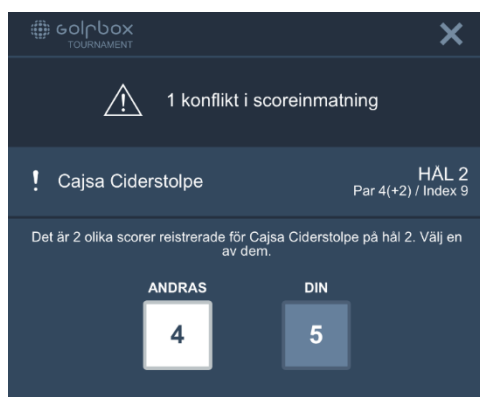 GOLFBOX
TOURNAMENT
1 konflikt i scoreinmatning
! Cajsa Ciderstolpe
HÅL 2
Par 4(+2) / Index 9
Det är 2 olika scorer reistrerade för Cajsa Ciderstolpe på hål 2. Välj en
av dem.
ANDRAS DIN
4 5